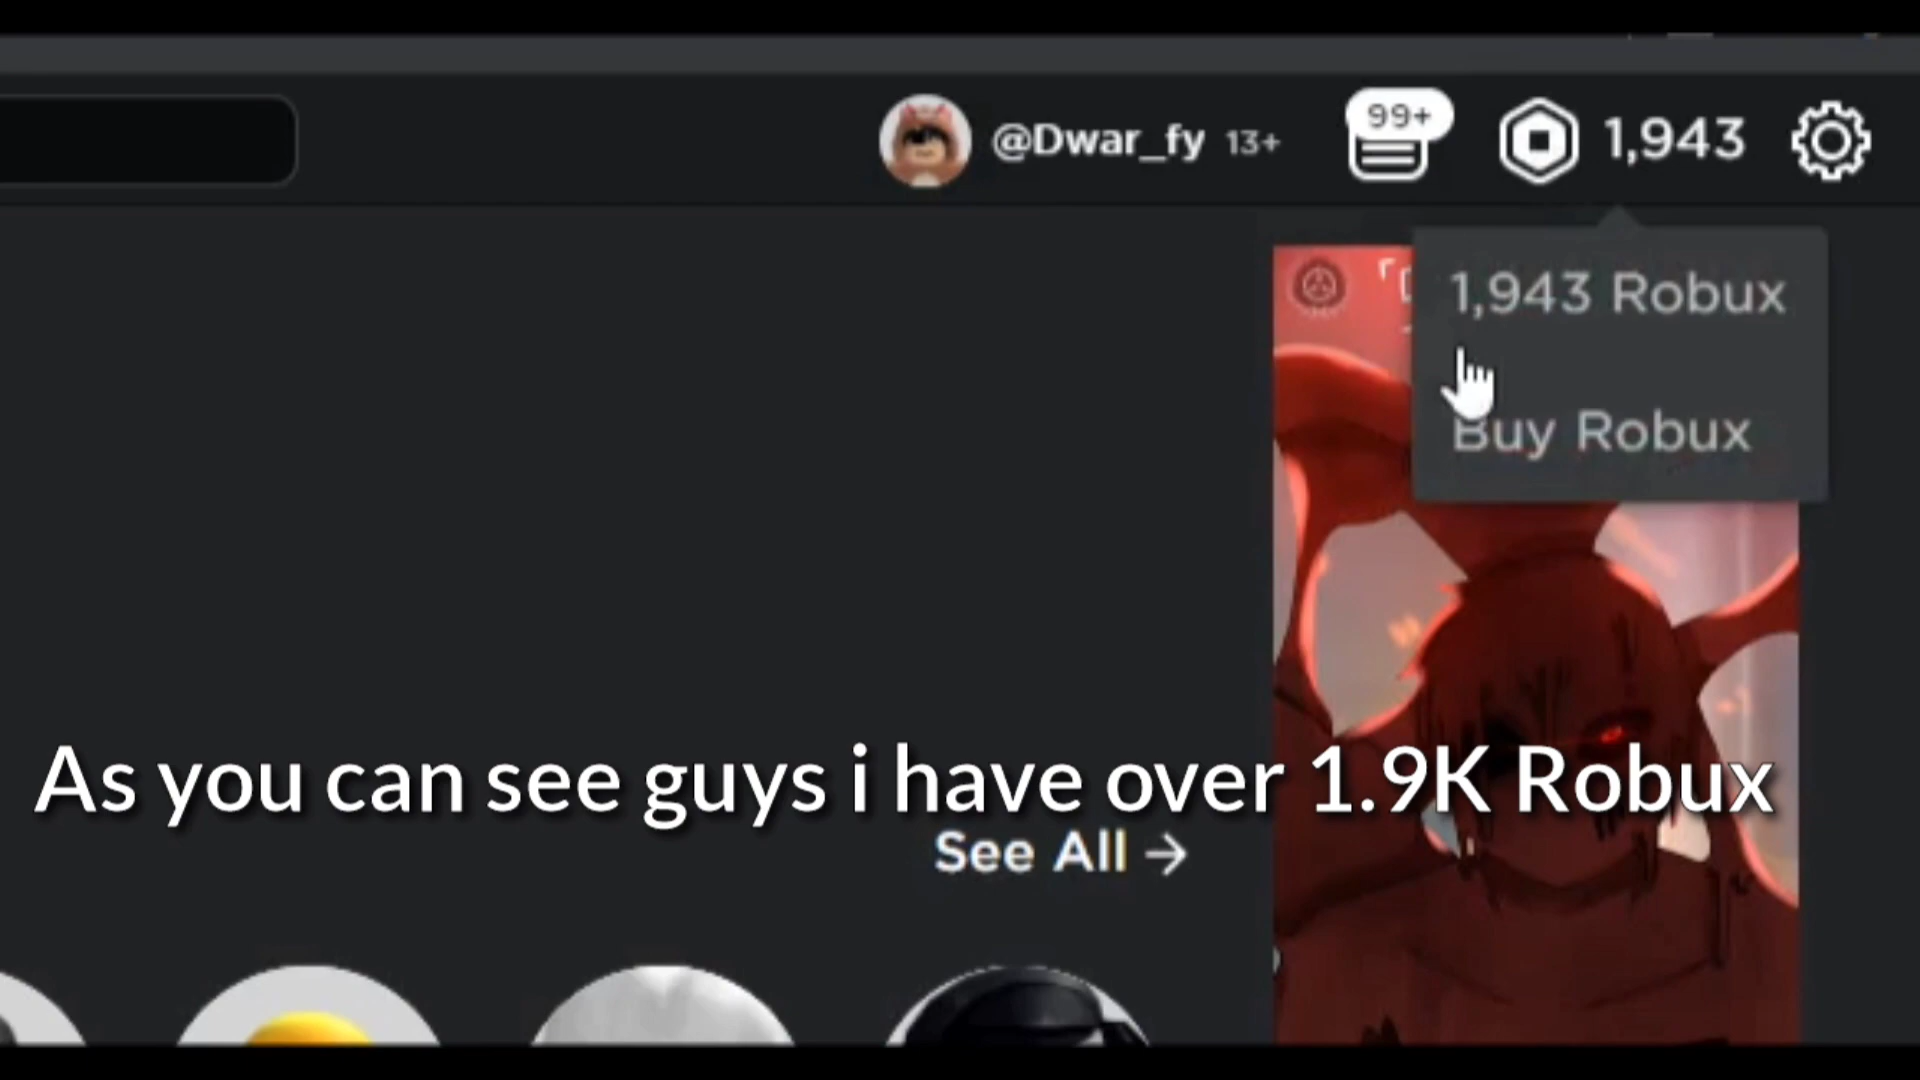 @Dwar_fy 13+ 99+ 1,943
1,943 Robux
Buy Robux
As you can see guys i have over 1.9K Robux
See All →